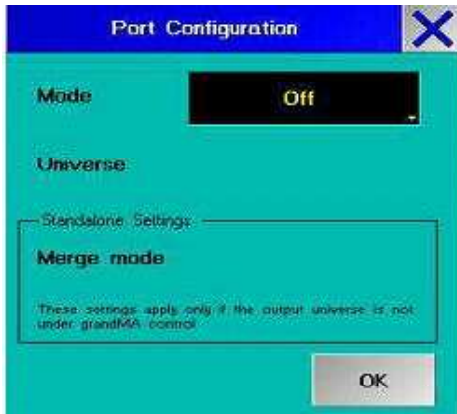 Port Configuration
Mode
Off
Universe
Standalone Settings
Merge mode
These settings apply only if the output universe is not
under grandMA control
OK